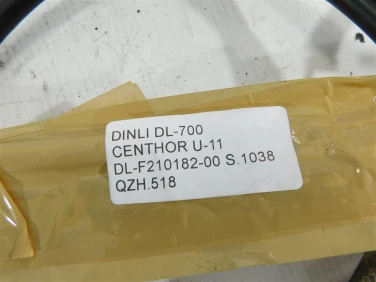 DINLI DL-700
CENTHOR U-11
DL-F210182-00 S.1038
QZH.518